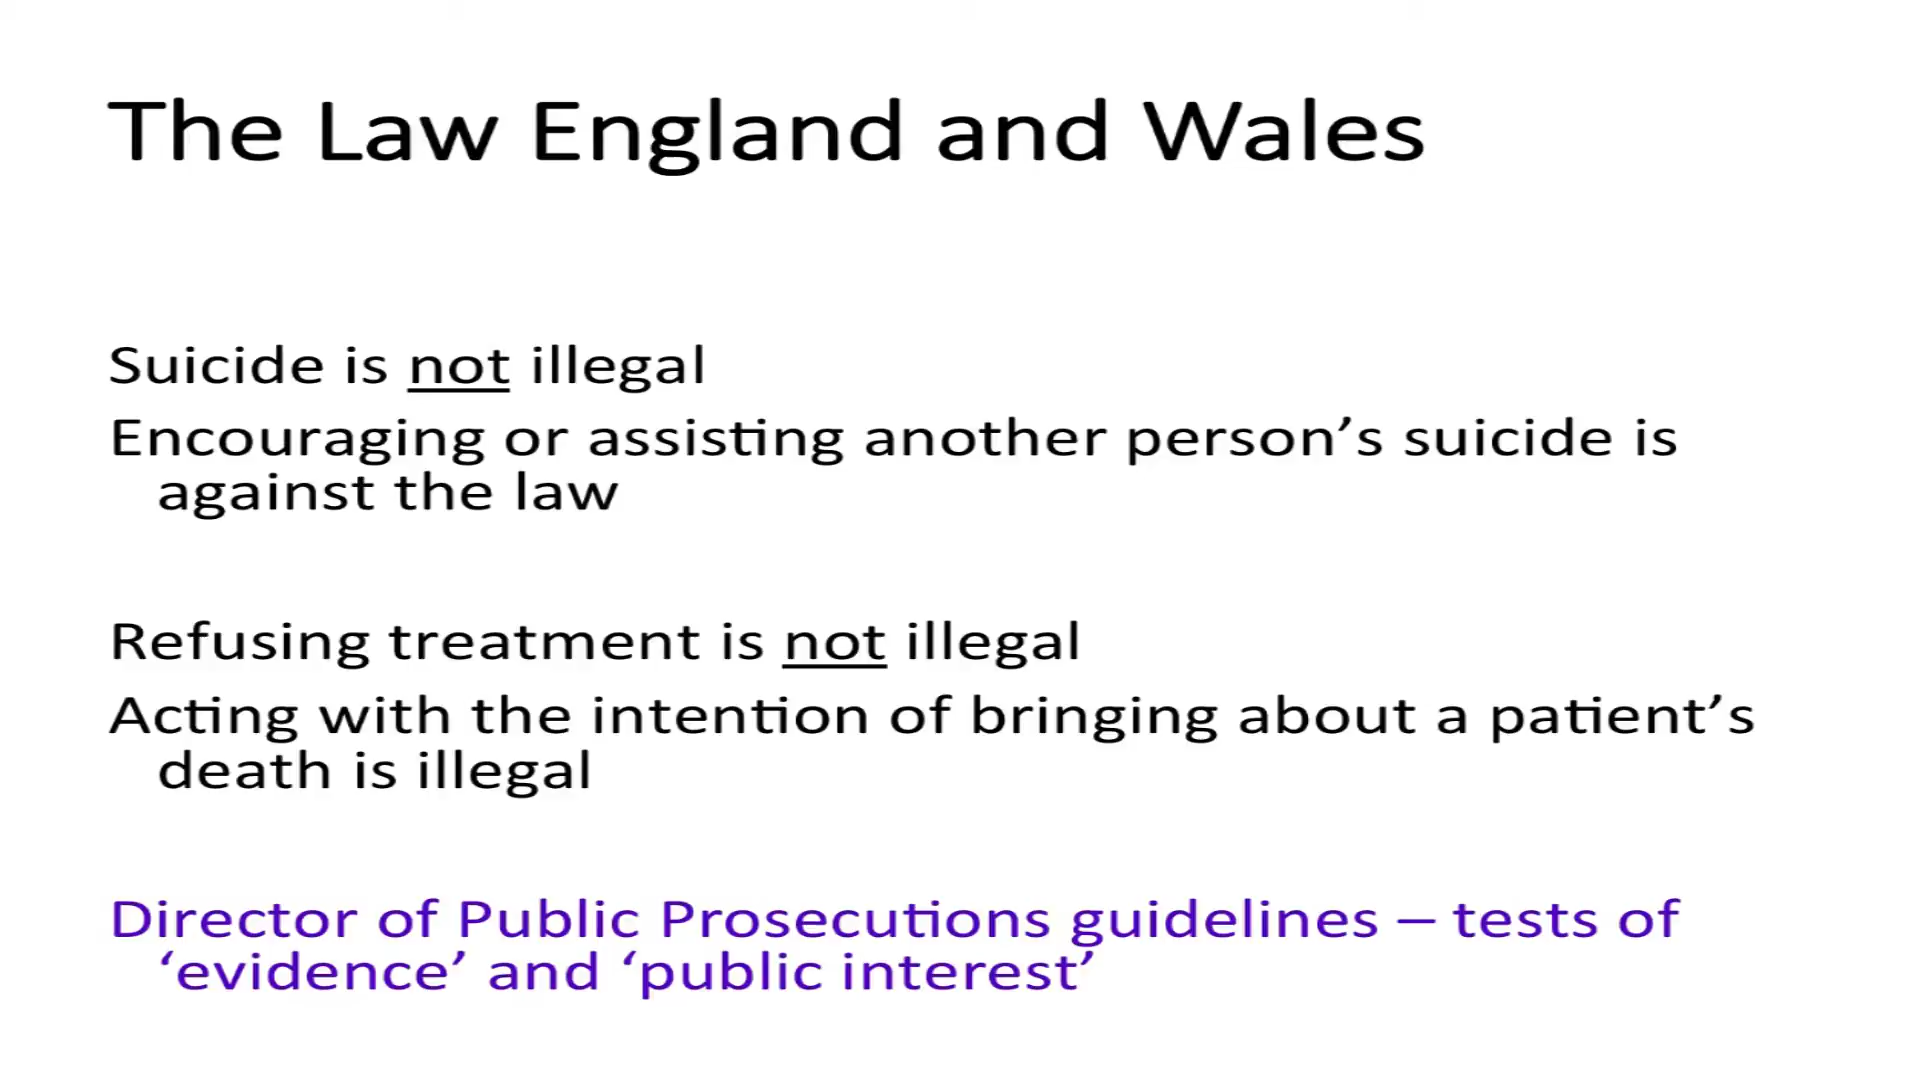 The Law England and Wales
Suicide is not illegal
Encouraging or assisting another person’s suicide is
against the law
Refusing treatment is not illegal
Acting with the intention of bringing about a patient’s
death is illegal
Director of Public Prosecutions guidelines – tests of
‘evidence’ and ‘public interest’